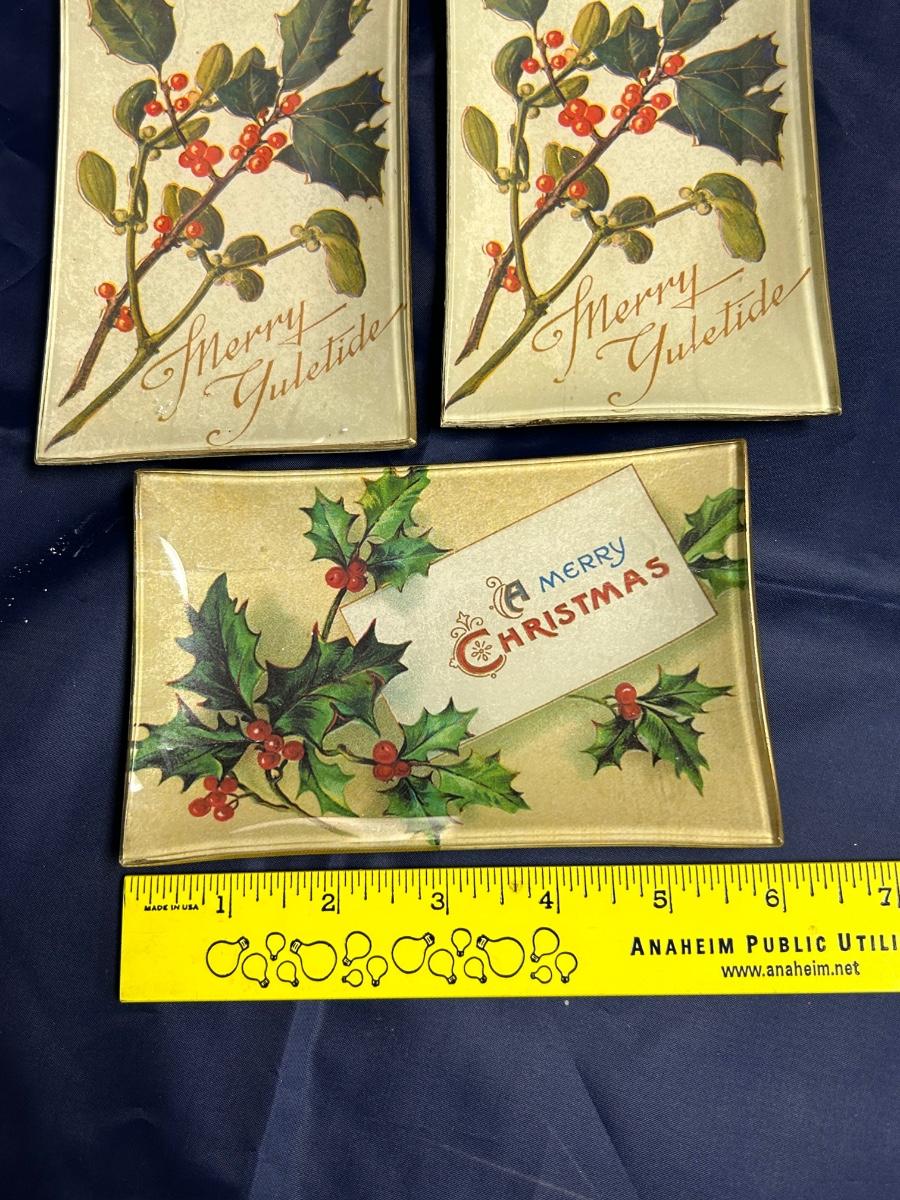 Merry
Yuletide
Merry
Yuletide
A MERRY
CHRISTMAS
1 2 3 4 5 6 7
MADE IN USA
ANAHEIM PUBLIC UTILI
www.anaheim.net